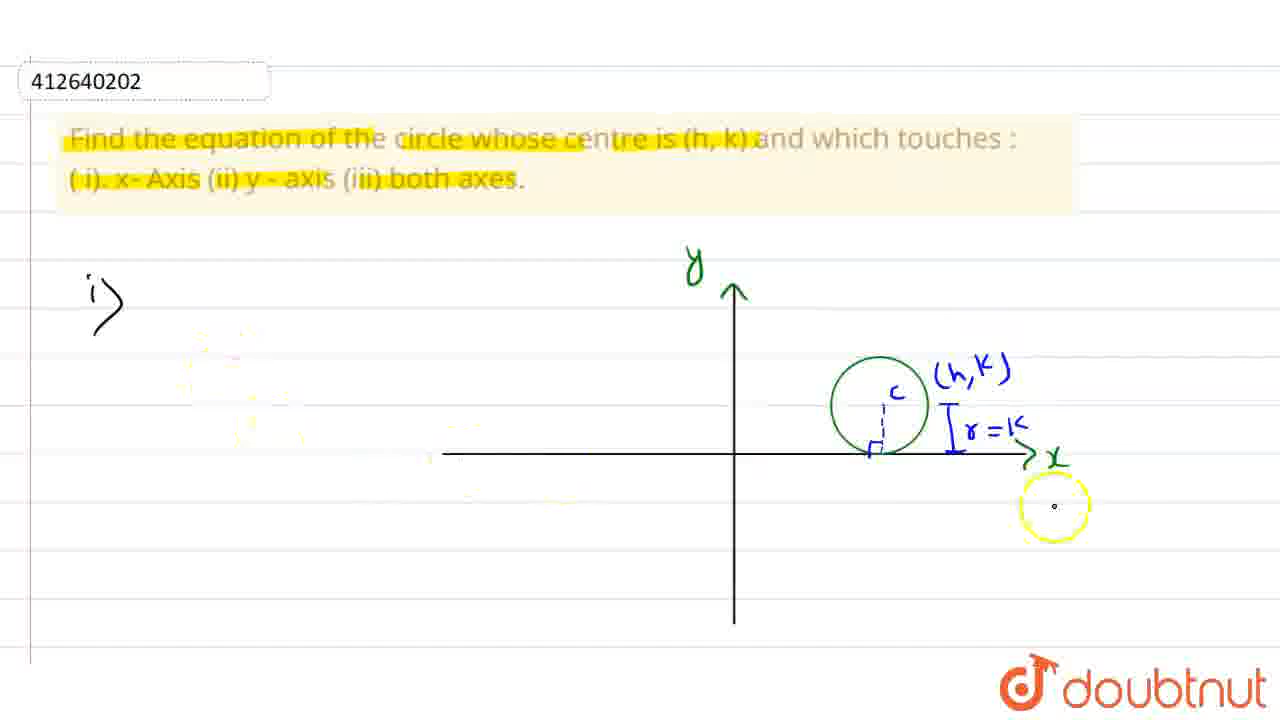 412640202
Find the equation of the circle whose centre is (h, k) and which touches :
( i). x- Axis (ii) y - axis (iii) both axes.
y
i)
(h, k)
c
r = k
x
doubtnut